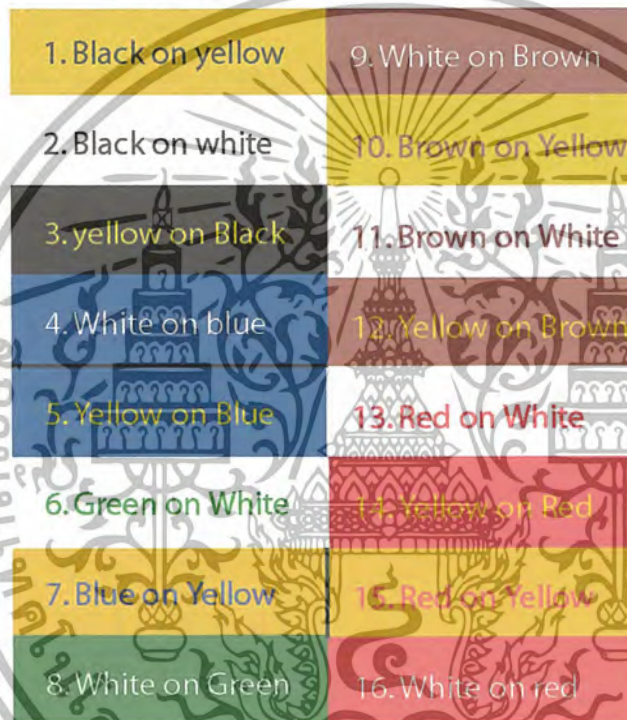 1. Black on yellow
2. Black on white
3. yellow on Black
4. White on blue
5. Yellow on Blue
6. Green on White
7. Blue on Yellow
8. White on Green
9. White on Brown
10. Brown on Yellow
11. Brown on White
12. Yellow on Brown
13. Red on White
14. Yellow on Red
15. Red on Yellow
16. White on red